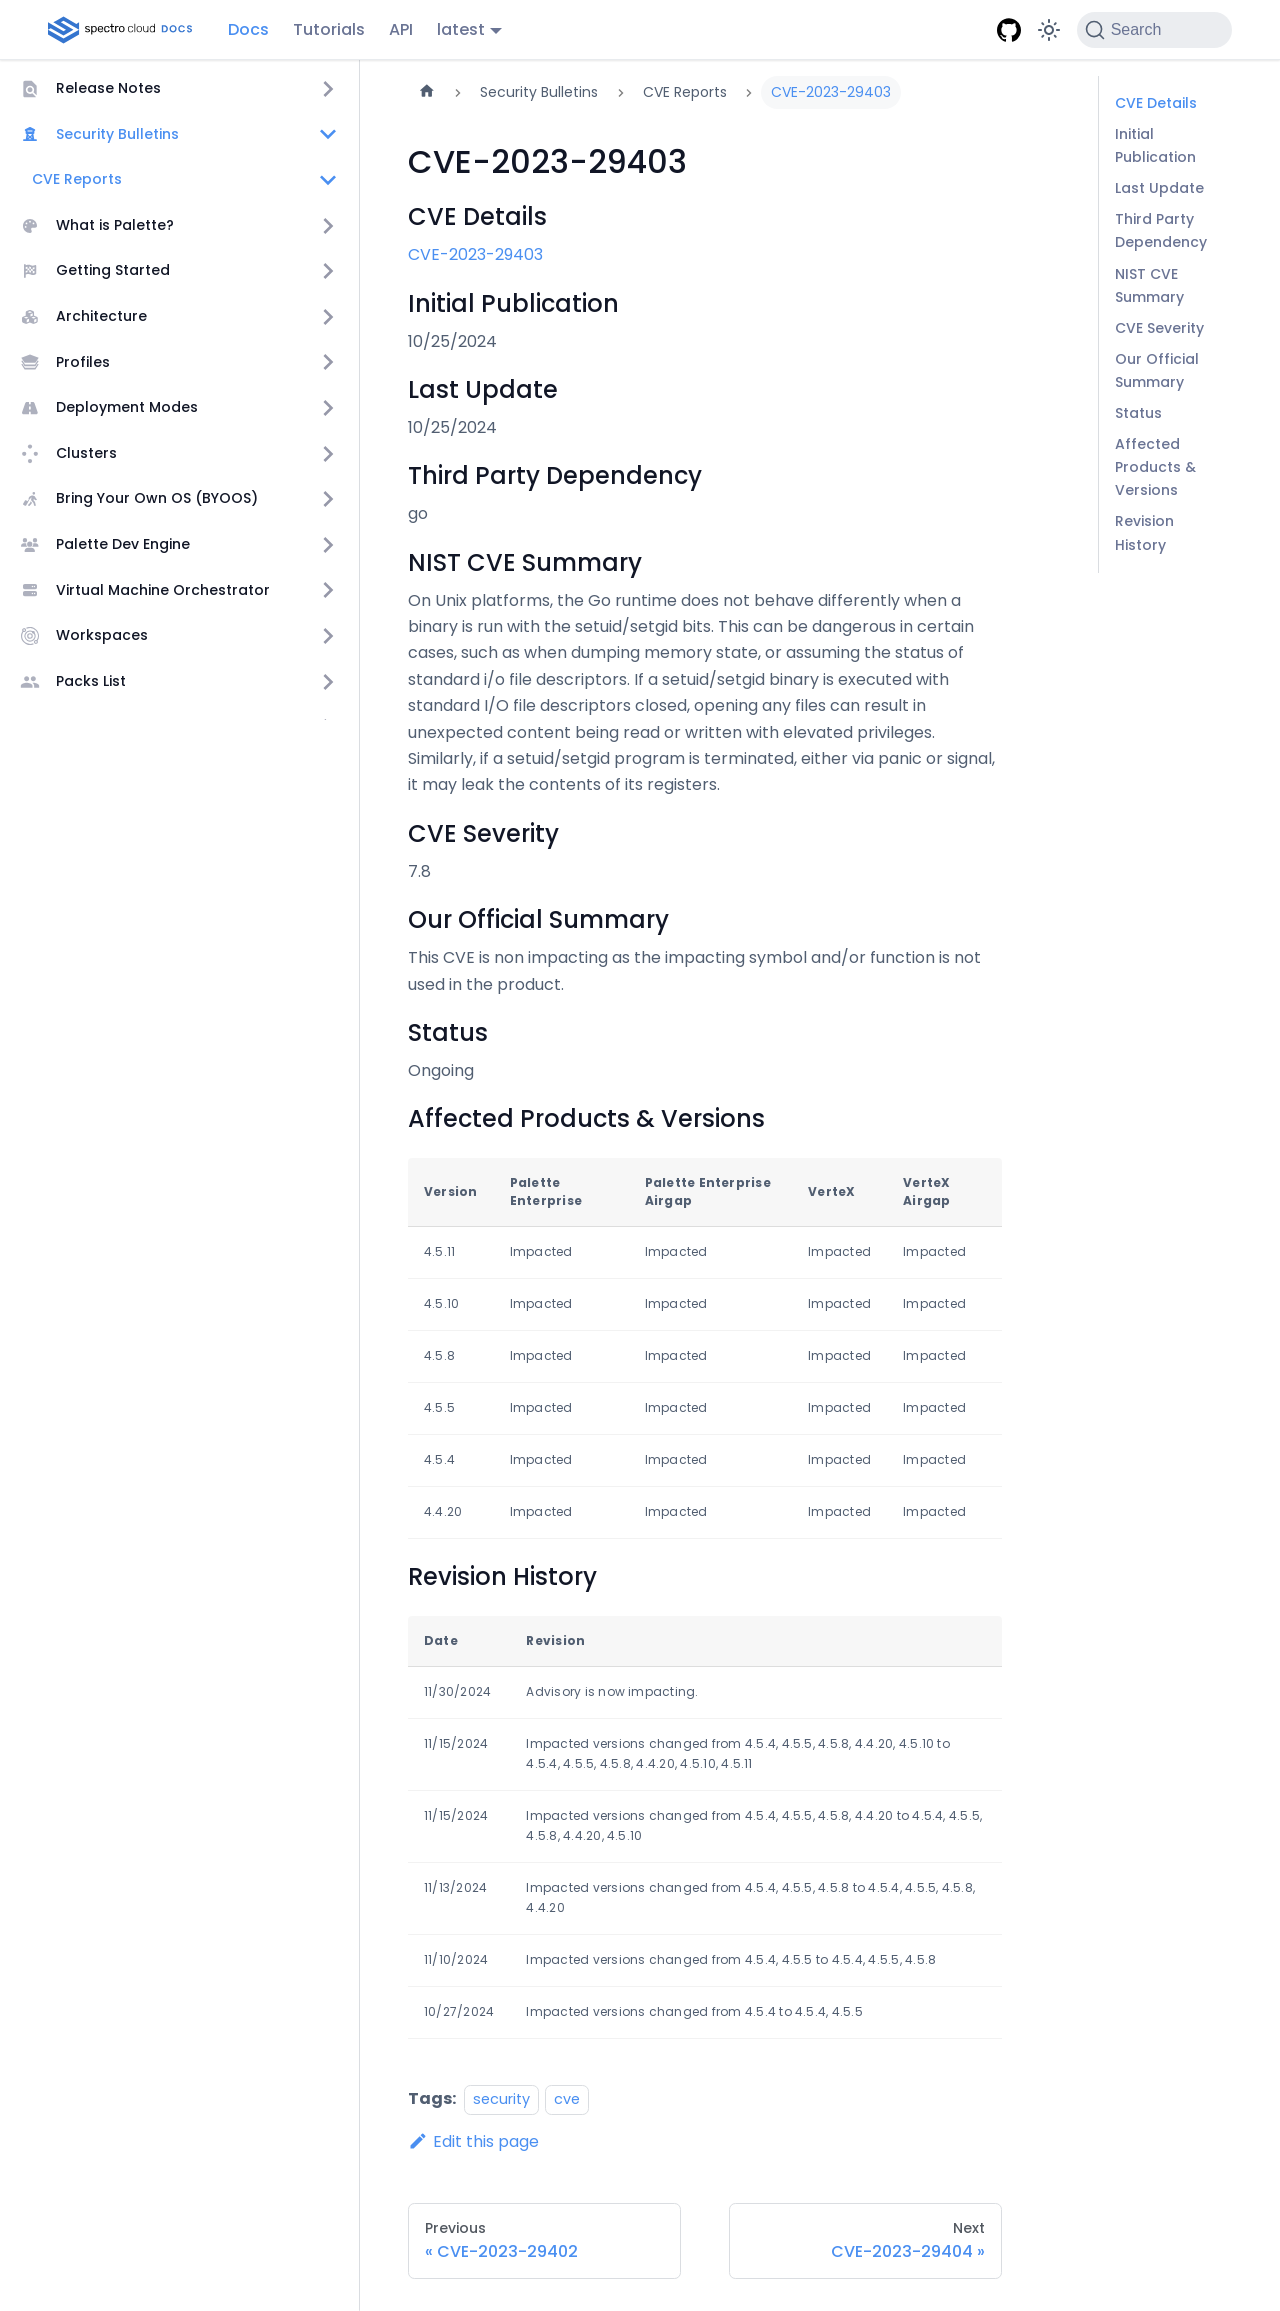 spectro cloud DOCS
Docs
Tutorials
API
latest
Search
Release Notes
Security Bulletins
CVE Reports
What is Palette?
Getting Started
Architecture
Profiles
Deployment Modes
Clusters
Bring Your Own OS (BYOOS)
Palette Dev Engine
Virtual Machine Orchestrator
Workspaces
Packs List
Security Bulletins
CVE Reports
CVE-2023-29403
CVE-2023-29403
CVE Details
CVE-2023-29403
Initial Publication
10/25/2024
Last Update
10/25/2024
Third Party Dependency
go
NIST CVE Summary
On Unix platforms, the Go runtime does not behave differently when a
binary is run with the setuid/setgid bits. This can be dangerous in certain
cases, such as when dumping memory state, or assuming the status of
standard i/o file descriptors. If a setuid/setgid binary is executed with
standard I/O file descriptors closed, opening any files can result in
unexpected content being read or written with elevated privileges.
Similarly, if a setuid/setgid program is terminated, either via panic or signal,
it may leak the contents of its registers.
CVE Severity
7.8
Our Official Summary
This CVE is non impacting as the impacting symbol and/or function is not
used in the product.
Status
Ongoing
Affected Products & Versions
Version Palette Enterprise Palette Enterprise Airgap VerteX VerteX Airgap
4.5.11 Impacted Impacted Impacted Impacted
4.5.10 Impacted Impacted Impacted Impacted
4.5.8 Impacted Impacted Impacted Impacted
4.5.5 Impacted Impacted Impacted Impacted
4.5.4 Impacted Impacted Impacted Impacted
4.4.20 Impacted Impacted Impacted Impacted
Revision History
Date Revision
11/30/2024 Advisory is now impacting.
11/15/2024 Impacted versions changed from 4.5.4, 4.5.5, 4.5.8, 4.4.20, 4.5.10 to
4.5.4, 4.5.5, 4.5.8, 4.4.20, 4.5.10, 4.5.11
11/15/2024 Impacted versions changed from 4.5.4, 4.5.5, 4.5.8, 4.4.20 to 4.5.4, 4.5.5,
4.5.8, 4.4.20, 4.5.10
11/13/2024 Impacted versions changed from 4.5.4, 4.5.5, 4.5.8 to 4.5.4, 4.5.5, 4.5.8,
4.4.20
11/10/2024 Impacted versions changed from 4.5.4, 4.5.5 to 4.5.4, 4.5.5, 4.5.8
10/27/2024 Impacted versions changed from 4.5.4 to 4.5.4, 4.5.5
Tags: security cve
Edit this page
Previous
« CVE-2023-29402
Next
CVE-2023-29404 »
CVE Details
Initial
Publication
Last Update
Third Party
Dependency
NIST CVE
Summary
CVE Severity
Our Official
Summary
Status
Affected
Products &
Versions
Revision
History